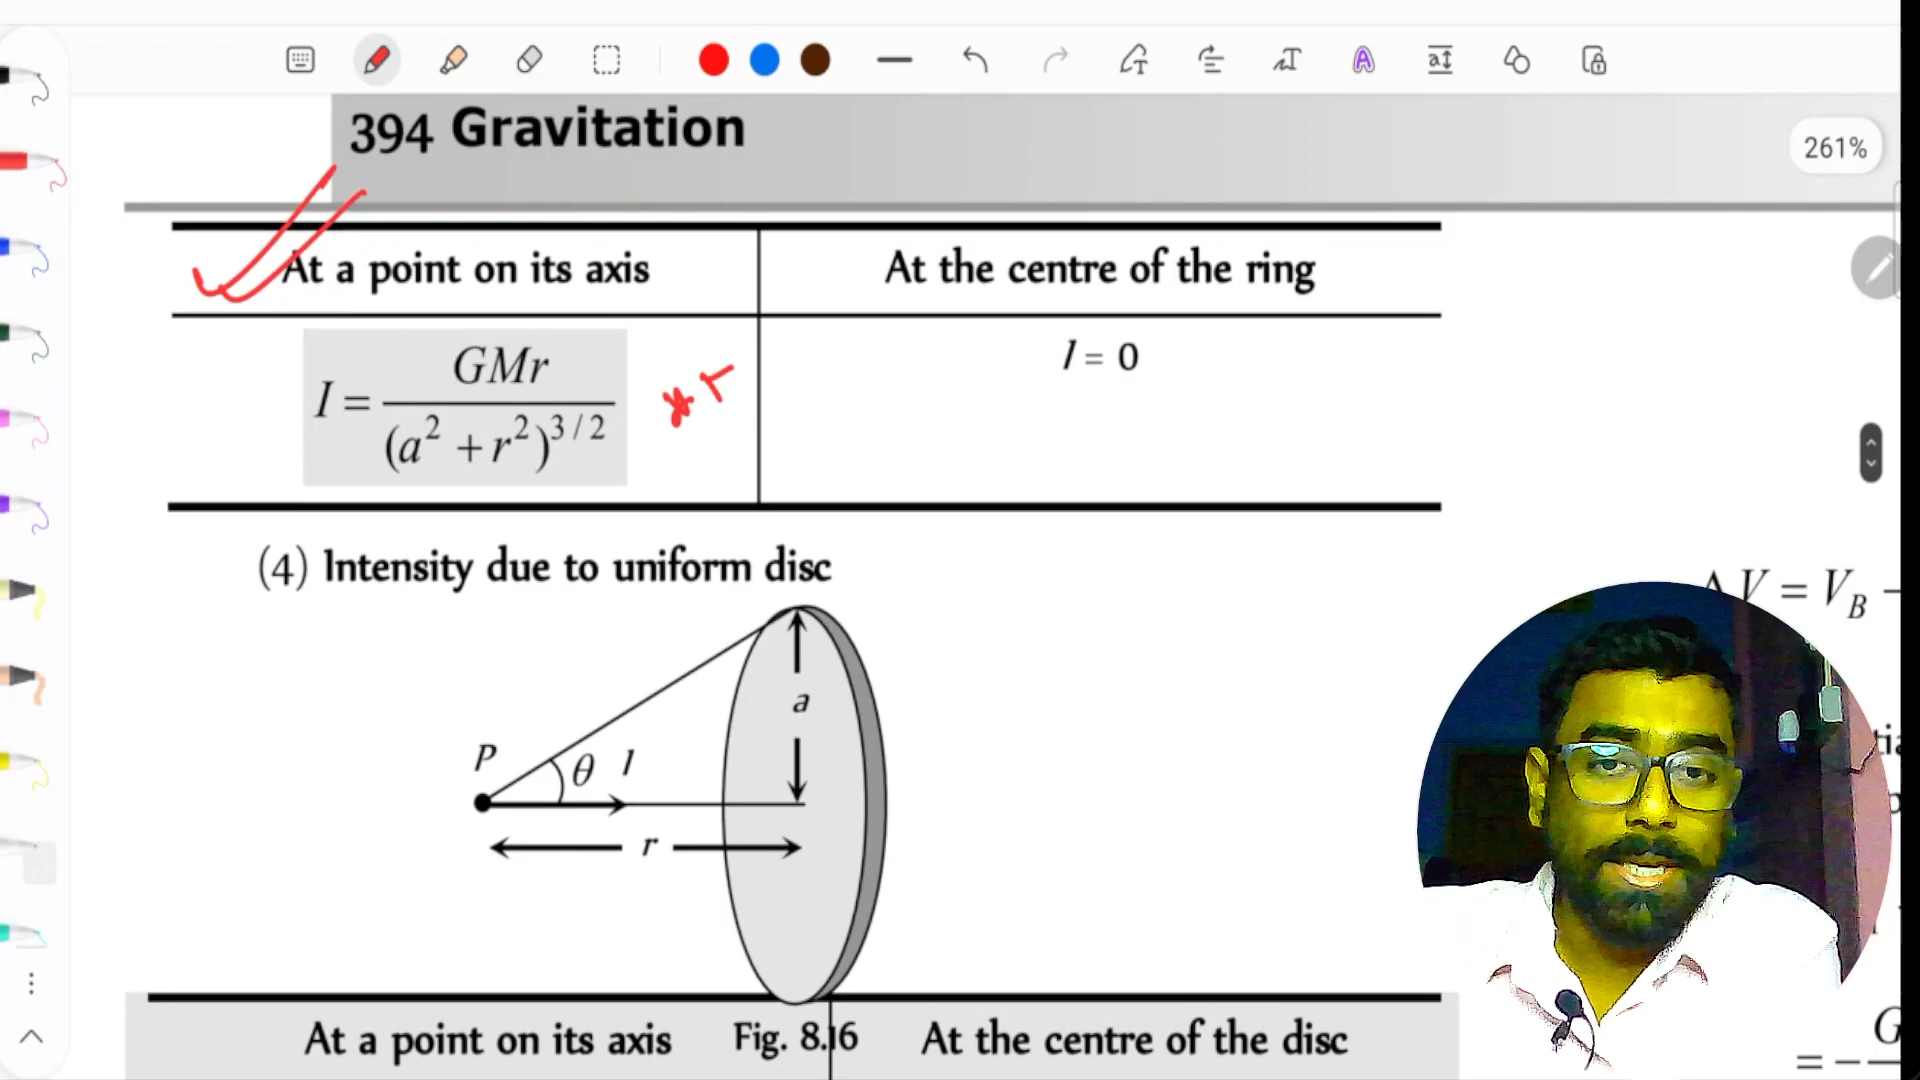 394 Gravitation
261%
At a point on its axis
At the centre of the ring
I = GMr / (a² + r²)^3/2
* r
I = 0
(4) Intensity due to uniform disc
ΔV = V_B −
a
P
θ
I
r
At a point on its axis
Fig. 8.16
At the centre of the disc
G
= −